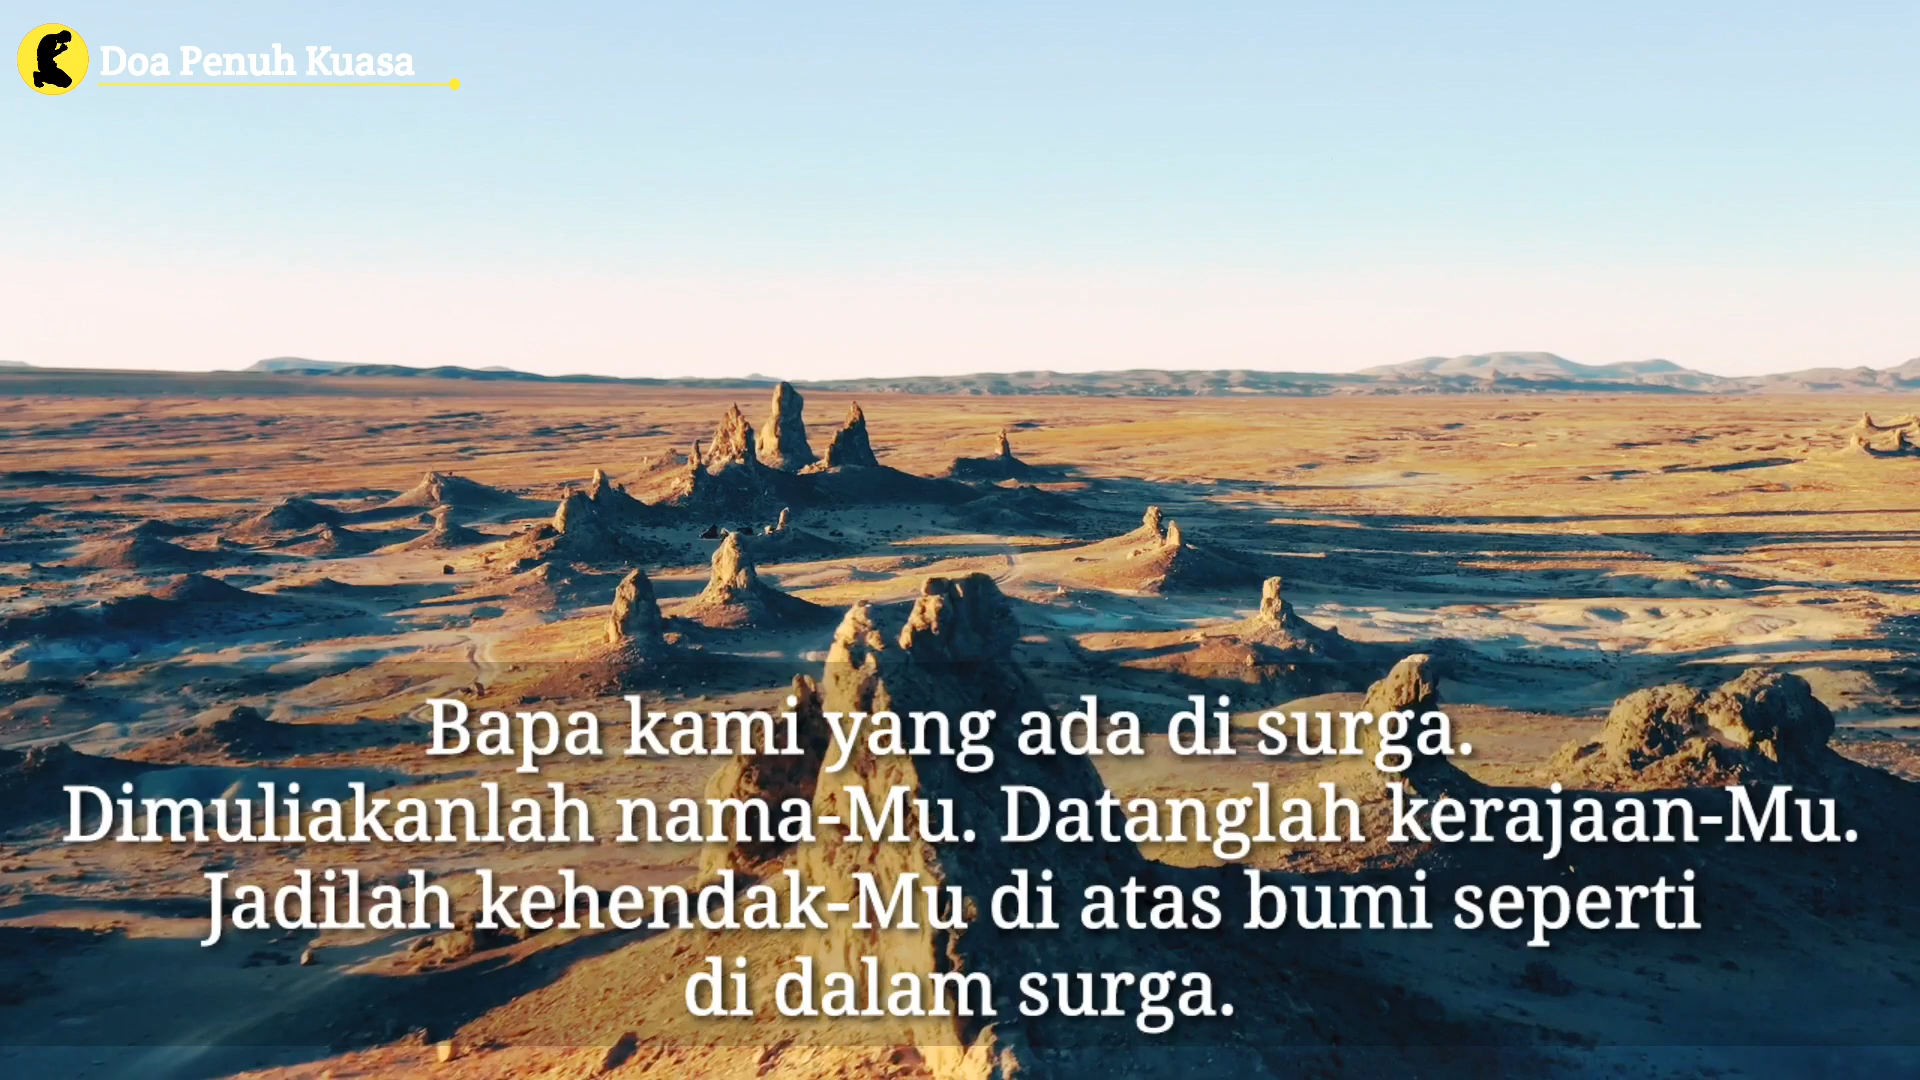 Doa Penuh Kuasa
Bapa kami yang ada di surga.
Dimuliakanlah nama-Mu. Datanglah kerajaan-Mu.
Jadilah kehendak-Mu di atas bumi seperti
di dalam surga.